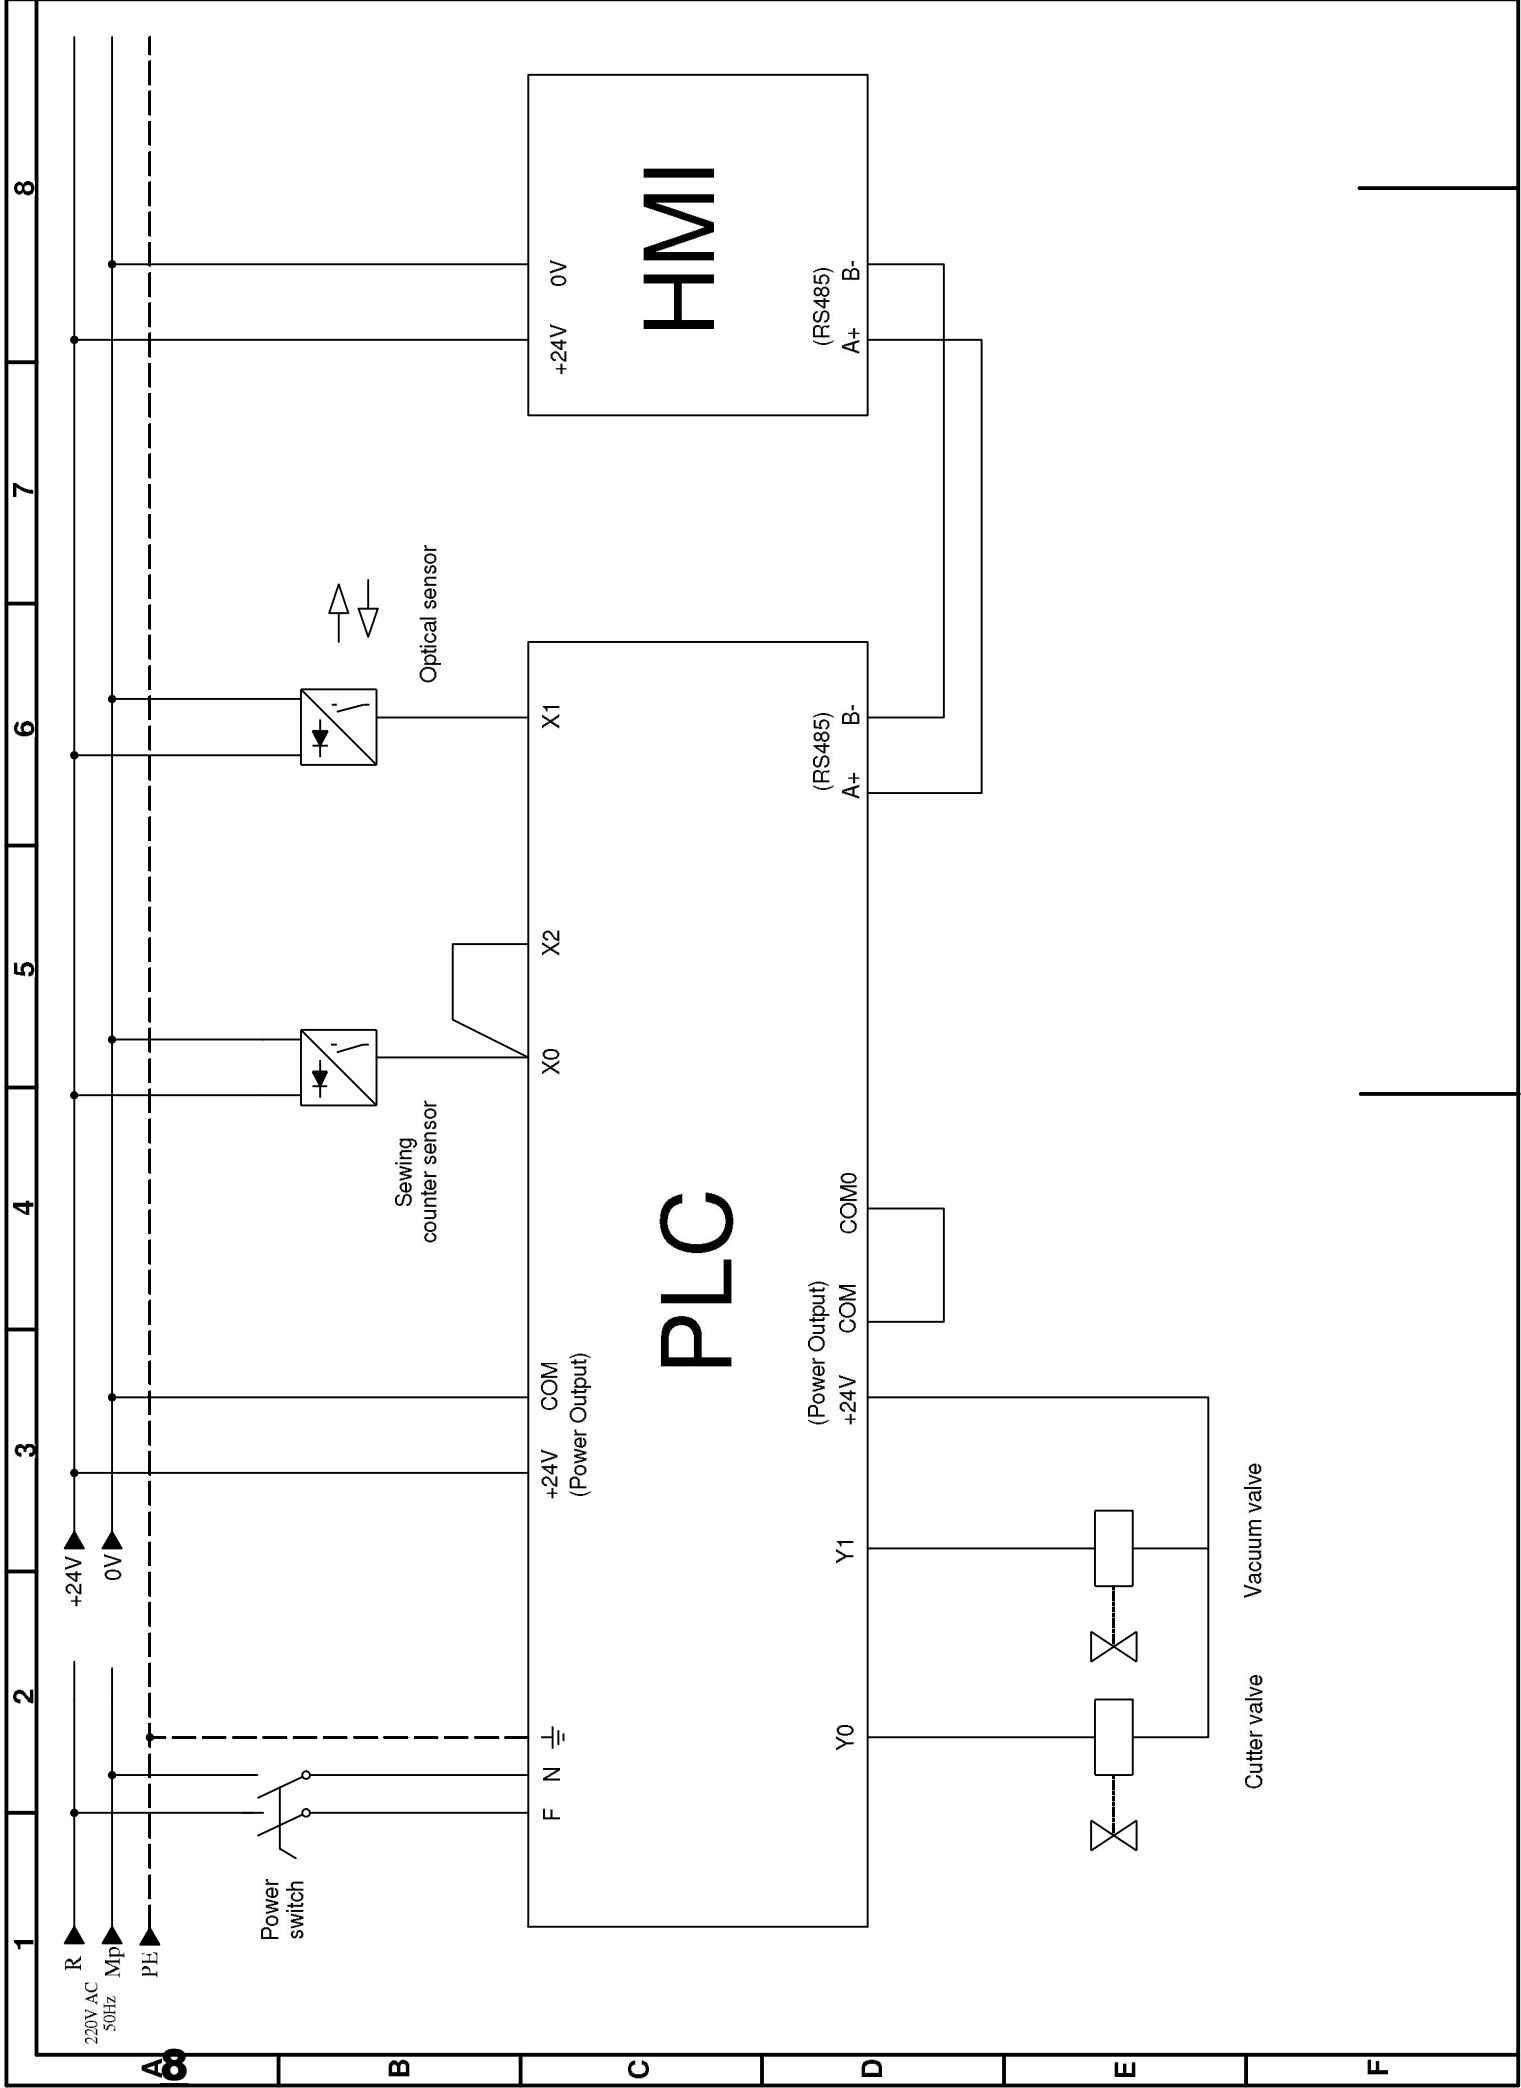 1
2
3
4
5
6
7
8
A
B
C
D
E
F
8
R
Mp
PE
220V AC
50Hz
+24V
0V
Power
switch
Sewing
counter sensor
Optical sensor
F
N
+24V
COM
(Power Output)
X0
X2
X1
PLC
Y0
Y1
(Power Output)
+24V
COM
COM0
(RS485)
A+
B-
+24V
0V
HMI
(RS485)
A+
B-
Cutter valve
Vacuum valve